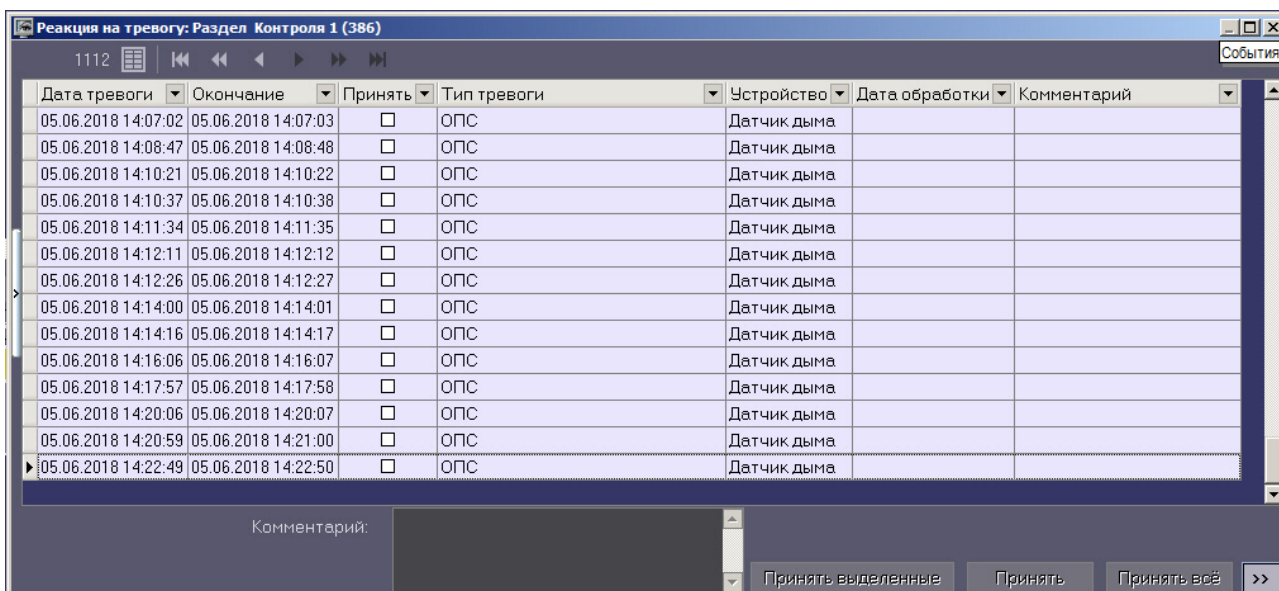 Реакция на тревогу: Раздел Контроля 1 (386)
События
1112
Дата тревоги Окончание Принять Тип тревоги Устройство Дата обработки Комментарий
05.06.2018 14:07:02 05.06.2018 14:07:03 ОПС Датчик дыма
05.06.2018 14:08:47 05.06.2018 14:08:48 ОПС Датчик дыма
05.06.2018 14:10:21 05.06.2018 14:10:22 ОПС Датчик дыма
05.06.2018 14:10:37 05.06.2018 14:10:38 ОПС Датчик дыма
05.06.2018 14:11:34 05.06.2018 14:11:35 ОПС Датчик дыма
05.06.2018 14:12:11 05.06.2018 14:12:12 ОПС Датчик дыма
05.06.2018 14:12:26 05.06.2018 14:12:27 ОПС Датчик дыма
05.06.2018 14:14:00 05.06.2018 14:14:01 ОПС Датчик дыма
05.06.2018 14:14:16 05.06.2018 14:14:17 ОПС Датчик дыма
05.06.2018 14:16:06 05.06.2018 14:16:07 ОПС Датчик дыма
05.06.2018 14:17:57 05.06.2018 14:17:58 ОПС Датчик дыма
05.06.2018 14:20:06 05.06.2018 14:20:07 ОПС Датчик дыма
05.06.2018 14:20:59 05.06.2018 14:21:00 ОПС Датчик дыма
05.06.2018 14:22:49 05.06.2018 14:22:50 ОПС Датчик дыма
Комментарий:
Принять выделенные Принять Принять всё >>